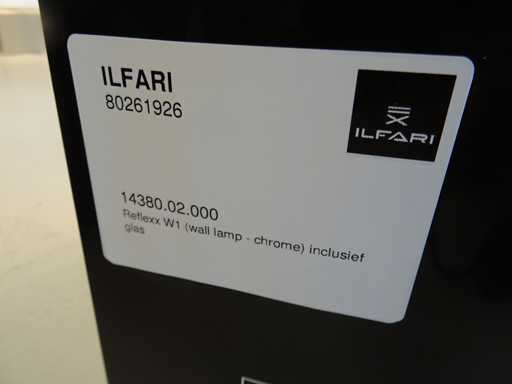 ILFARI
80261926
ILFARI
14380.02.000
Reflexx W1 (wall lamp - chrome) inclusief
glas